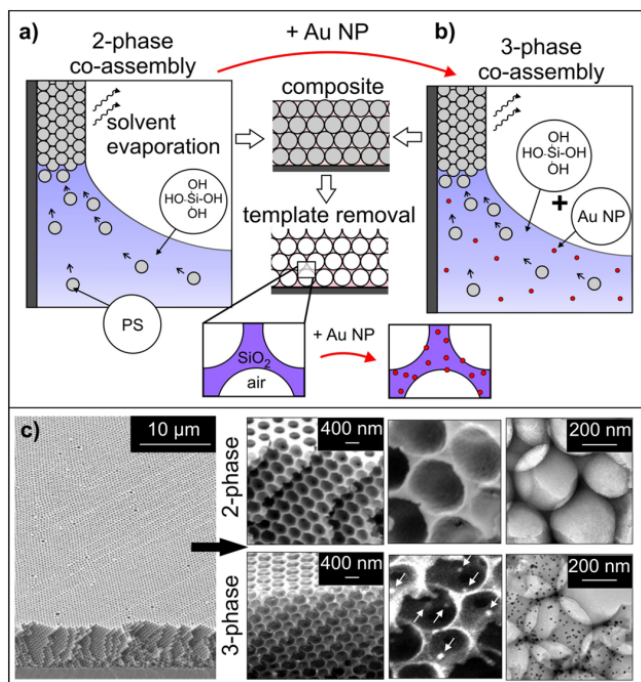 a)
2-phase
co-assembly
+ Au NP
b)
3-phase
co-assembly
solvent
evaporation
OH
HO-Si-OH
OH
PS
composite
template removal
OH
HO-Si-OH
OH
+
Au NP
SiO2
air
+ Au NP
c)
10 µm
2-phase
400 nm
200 nm
3-phase
400 nm
200 nm